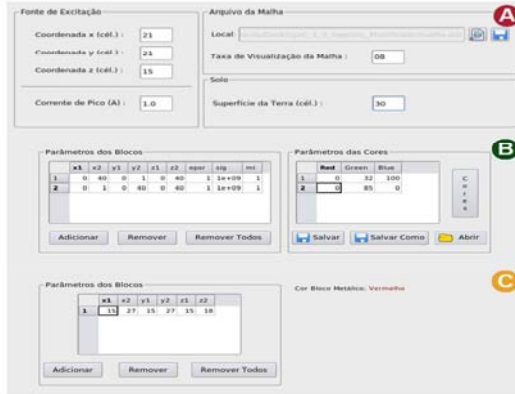 Fonte de Excitação
Coordenada x (cél.) : 21
Coordenada y (cél.) : 21
Coordenada z (cél.) : 15
Corrente de Pico (A) : 1.0
Arquivo da Malha
Local:
Taxa de Visualização da Malha : 08
Solo
Superfície da Terra (cél.) : 30
A
Parâmetros dos Blocos
x1 x2 y1 y2 z1 z2 epsr sig mi
1 0 40 0 1 0 40 1 1e+09 1
2 0 1 0 40 0 40 1 1e+09 1
Adicionar Remover Remover Todos
Parâmetros das Cores
Red Green Blue
1 0 32 100
2 0 85 0
Cores
Salvar Salvar Como Abrir
B
Parâmetros dos Blocos
x1 x2 y1 y2 z1 z2
1 15 27 15 27 15 18
Adicionar Remover Remover Todos
Cor Bloco Metálico: Vermelho
C